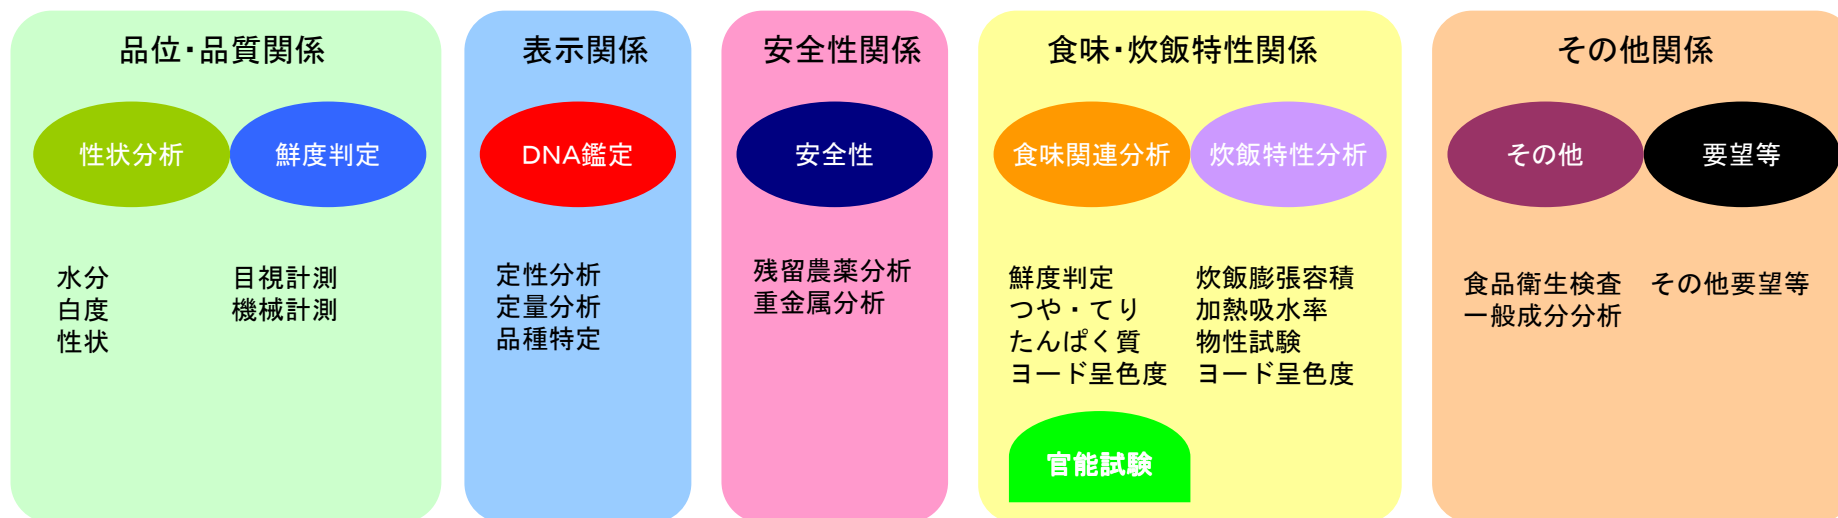 品位・品質関係
性状分析
鮮度判定
水分
白度
性状
目視計測
機械計測
表示関係
DNA鑑定
定性分析
定量分析
品種特定
安全性関係
安全性
残留農薬分析
重金属分析
食味・炊飯特性関係
食味関連分析
炊飯特性分析
鮮度判定
つや・てり
たんぱく質
ヨード呈色度
炊飯膨張容積
加熱吸水率
物性試験
ヨード呈色度
官能試験
その他関係
その他
要望等
食品衛生検査
一般成分分析
その他要望等